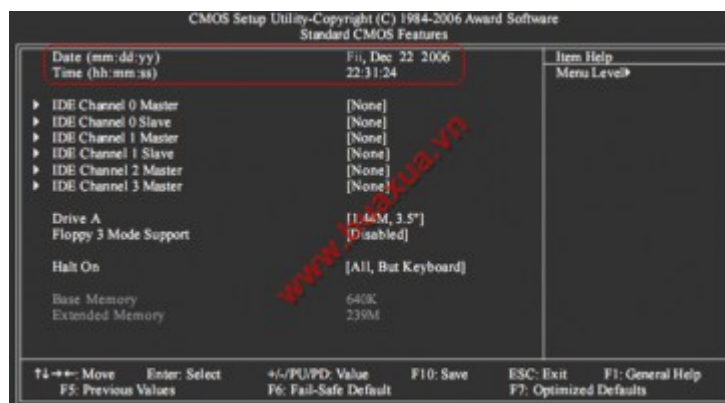 CMOS Setup Utility-Copyright (C) 1984-2006 Award Software
Standard CMOS Features
Date (mm:dd:yy) Fii, Dec 22 2006
Time (hh:mm:ss) 22:31:24
IDE Channel 0 Master [None]
IDE Channel 0 Slave [None]
IDE Channel 1 Master [None]
IDE Channel 1 Slave [None]
IDE Channel 2 Master [None]
IDE Channel 3 Master [None]
Drive A [1.44M, 3.5"]
Floppy 3 Mode Support [Disabled]
Halt On [All, But Keyboard]
Base Memory 640K
Extended Memory 239M
Item Help
Menu Level▶
↑↓→←: Move Enter: Select +/-/PU/PD: Value F10: Save ESC: Exit F1: General Help
F5: Previous Values F6: Fail-Safe Default F7: Optimized Defaults